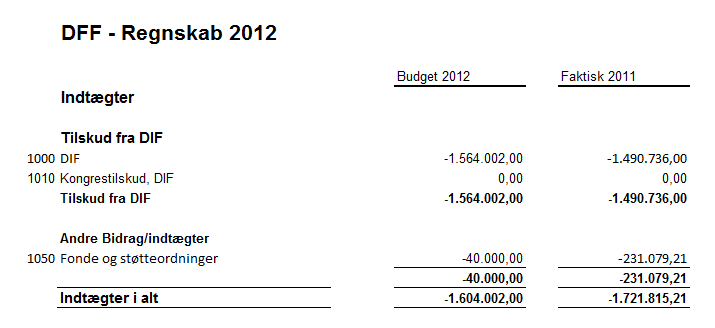 DFF - Regnskab 2012
Budget 2012 Faktisk 2011
Indtægter
Tilskud fra DIF
1000 DIF -1.564.002,00 -1.490.736,00
1010 Kongrestilskud, DIF 0,00 0,00
Tilskud fra DIF -1.564.002,00 -1.490.736,00
Andre Bidrag/indtægter
1050 Fonde og støtteordninger -40.000,00 -231.079,21
-40.000,00 -231.079,21
Indtægter i alt -1.604.002,00 -1.721.815,21